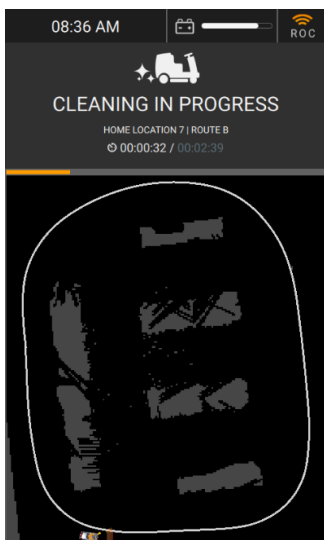 08:36 AM
ROC
CLEANING IN PROGRESS
HOME LOCATION 7 | ROUTE B
00:00:32 / 00:02:39